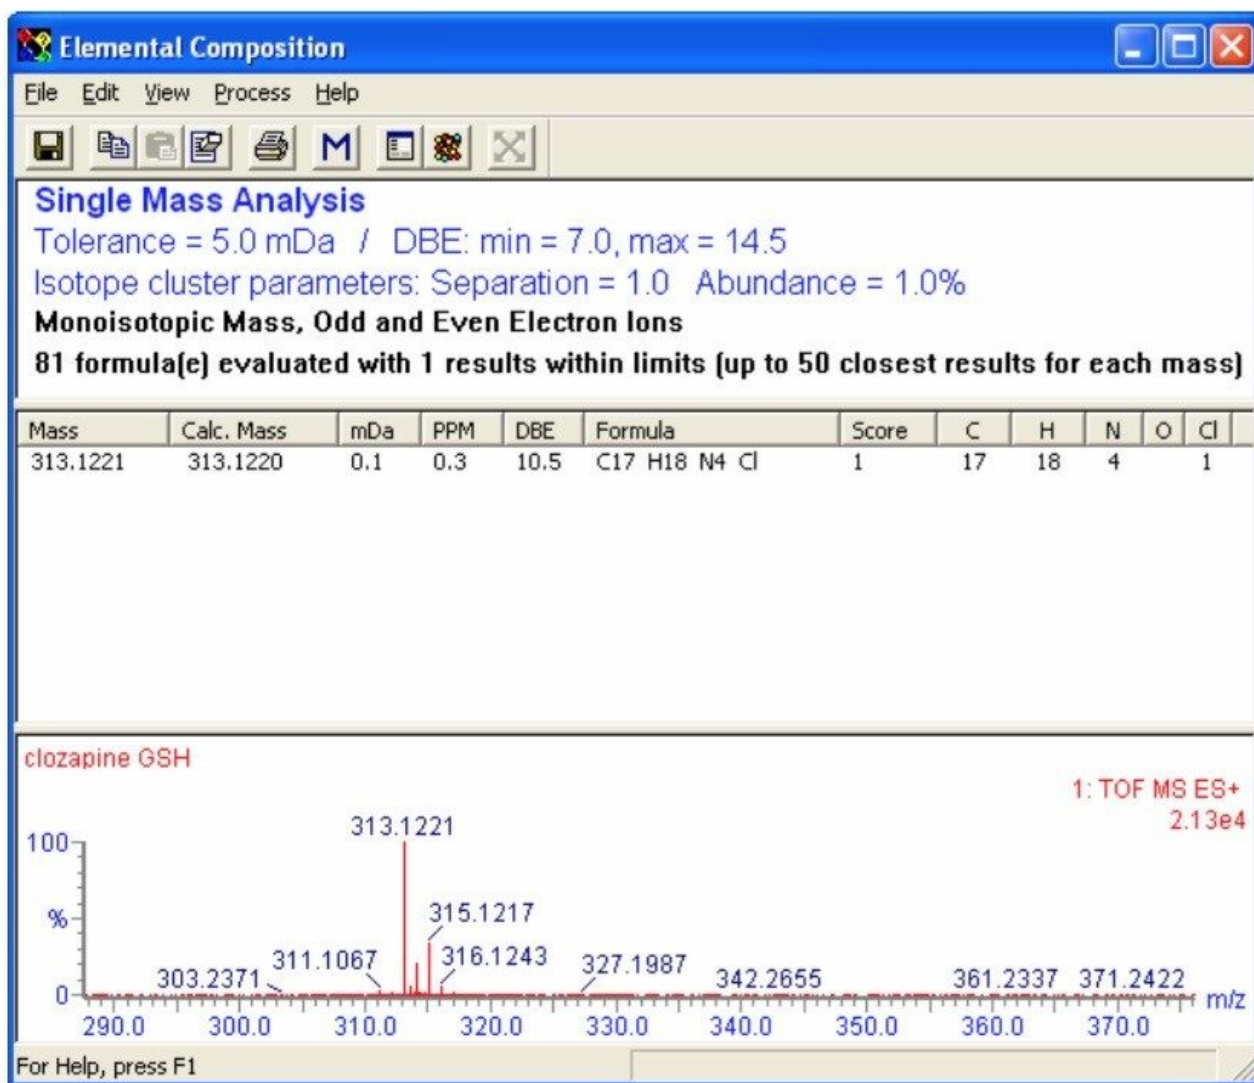 Elemental Composition
File Edit View Process Help
M
Single Mass Analysis
Tolerance = 5.0 mDa / DBE: min = 7.0, max = 14.5
Isotope cluster parameters: Separation = 1.0 Abundance = 1.0%
Monoisotopic Mass, Odd and Even Electron Ions
81 formula(e) evaluated with 1 results within limits (up to 50 closest results for each mass)
Mass Calc. Mass mDa PPM DBE Formula Score C H N O Cl
313.1221 313.1220 0.1 0.3 10.5 C17 H18 N4 Cl 1 17 18 4 1
clozapine GSH
1: TOF MS ES+
2.13e4
100
%
0
313.1221
315.1217
303.2371 311.1067 316.1243 327.1987 342.2655 361.2337 371.2422
290.0 300.0 310.0 320.0 330.0 340.0 350.0 360.0 370.0 m/z
For Help, press F1